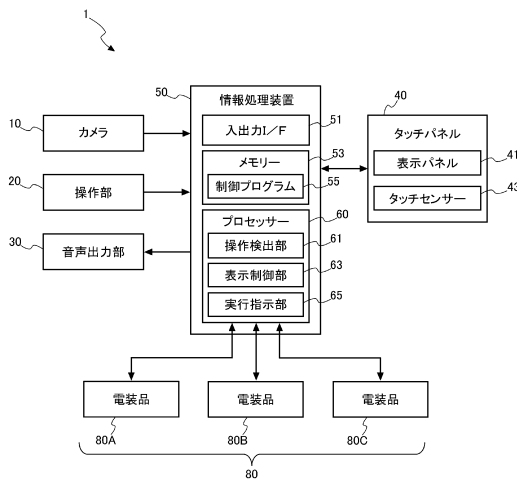 1
50
情報処理装置
40
10
カメラ
入出力I/F
51
タッチパネル
メモリー
53
表示パネル
41
20
操作部
制御プログラム
55
タッチセンサー
43
プロセッサー
60
30
音声出力部
操作検出部
61
表示制御部
63
実行指示部
65
電装品
電装品
電装品
80A
80B
80C
80